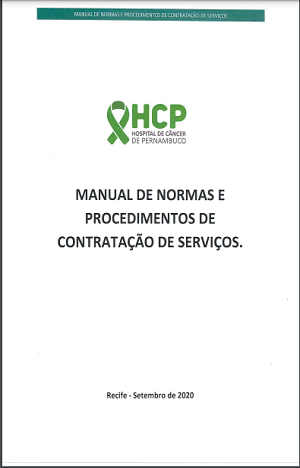 MANUAL DE NORMAS E PROCEDIMENTOS DE CONTRATAÇÃO DE SERVIÇOS
HCP
HOSPITAL DE CÂNCER
DE PERNAMBUCO
MANUAL DE NORMAS E
PROCEDIMENTOS DE
CONTRATAÇÃO DE SERVIÇOS.
Recife - Setembro de 2020